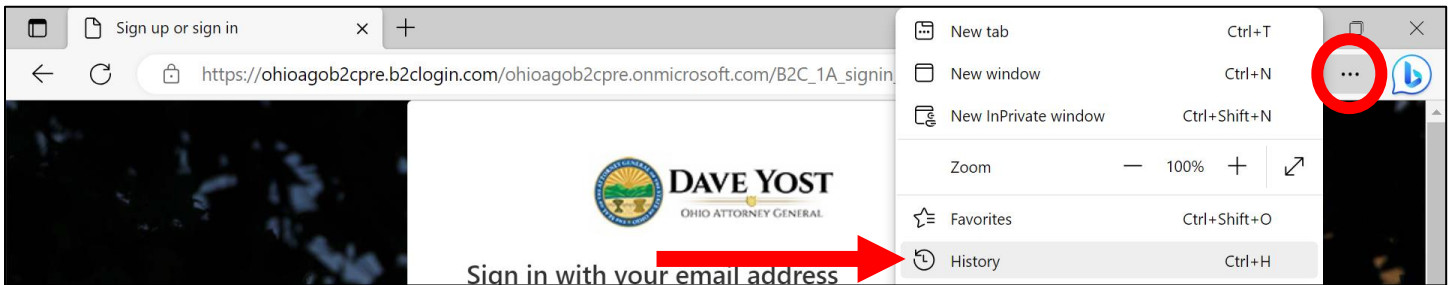 Sign up or sign in
https://ohioagob2cpre.b2clogin.com/ohioagob2cpre.onmicrosoft.com/B2C_1A_signin_
New tab Ctrl+T
New window Ctrl+N
New InPrivate window Ctrl+Shift+N
Zoom 100%
Favorites Ctrl+Shift+O
History Ctrl+H
DAVE YOST
OHIO ATTORNEY GENERAL
Sign in with your email address